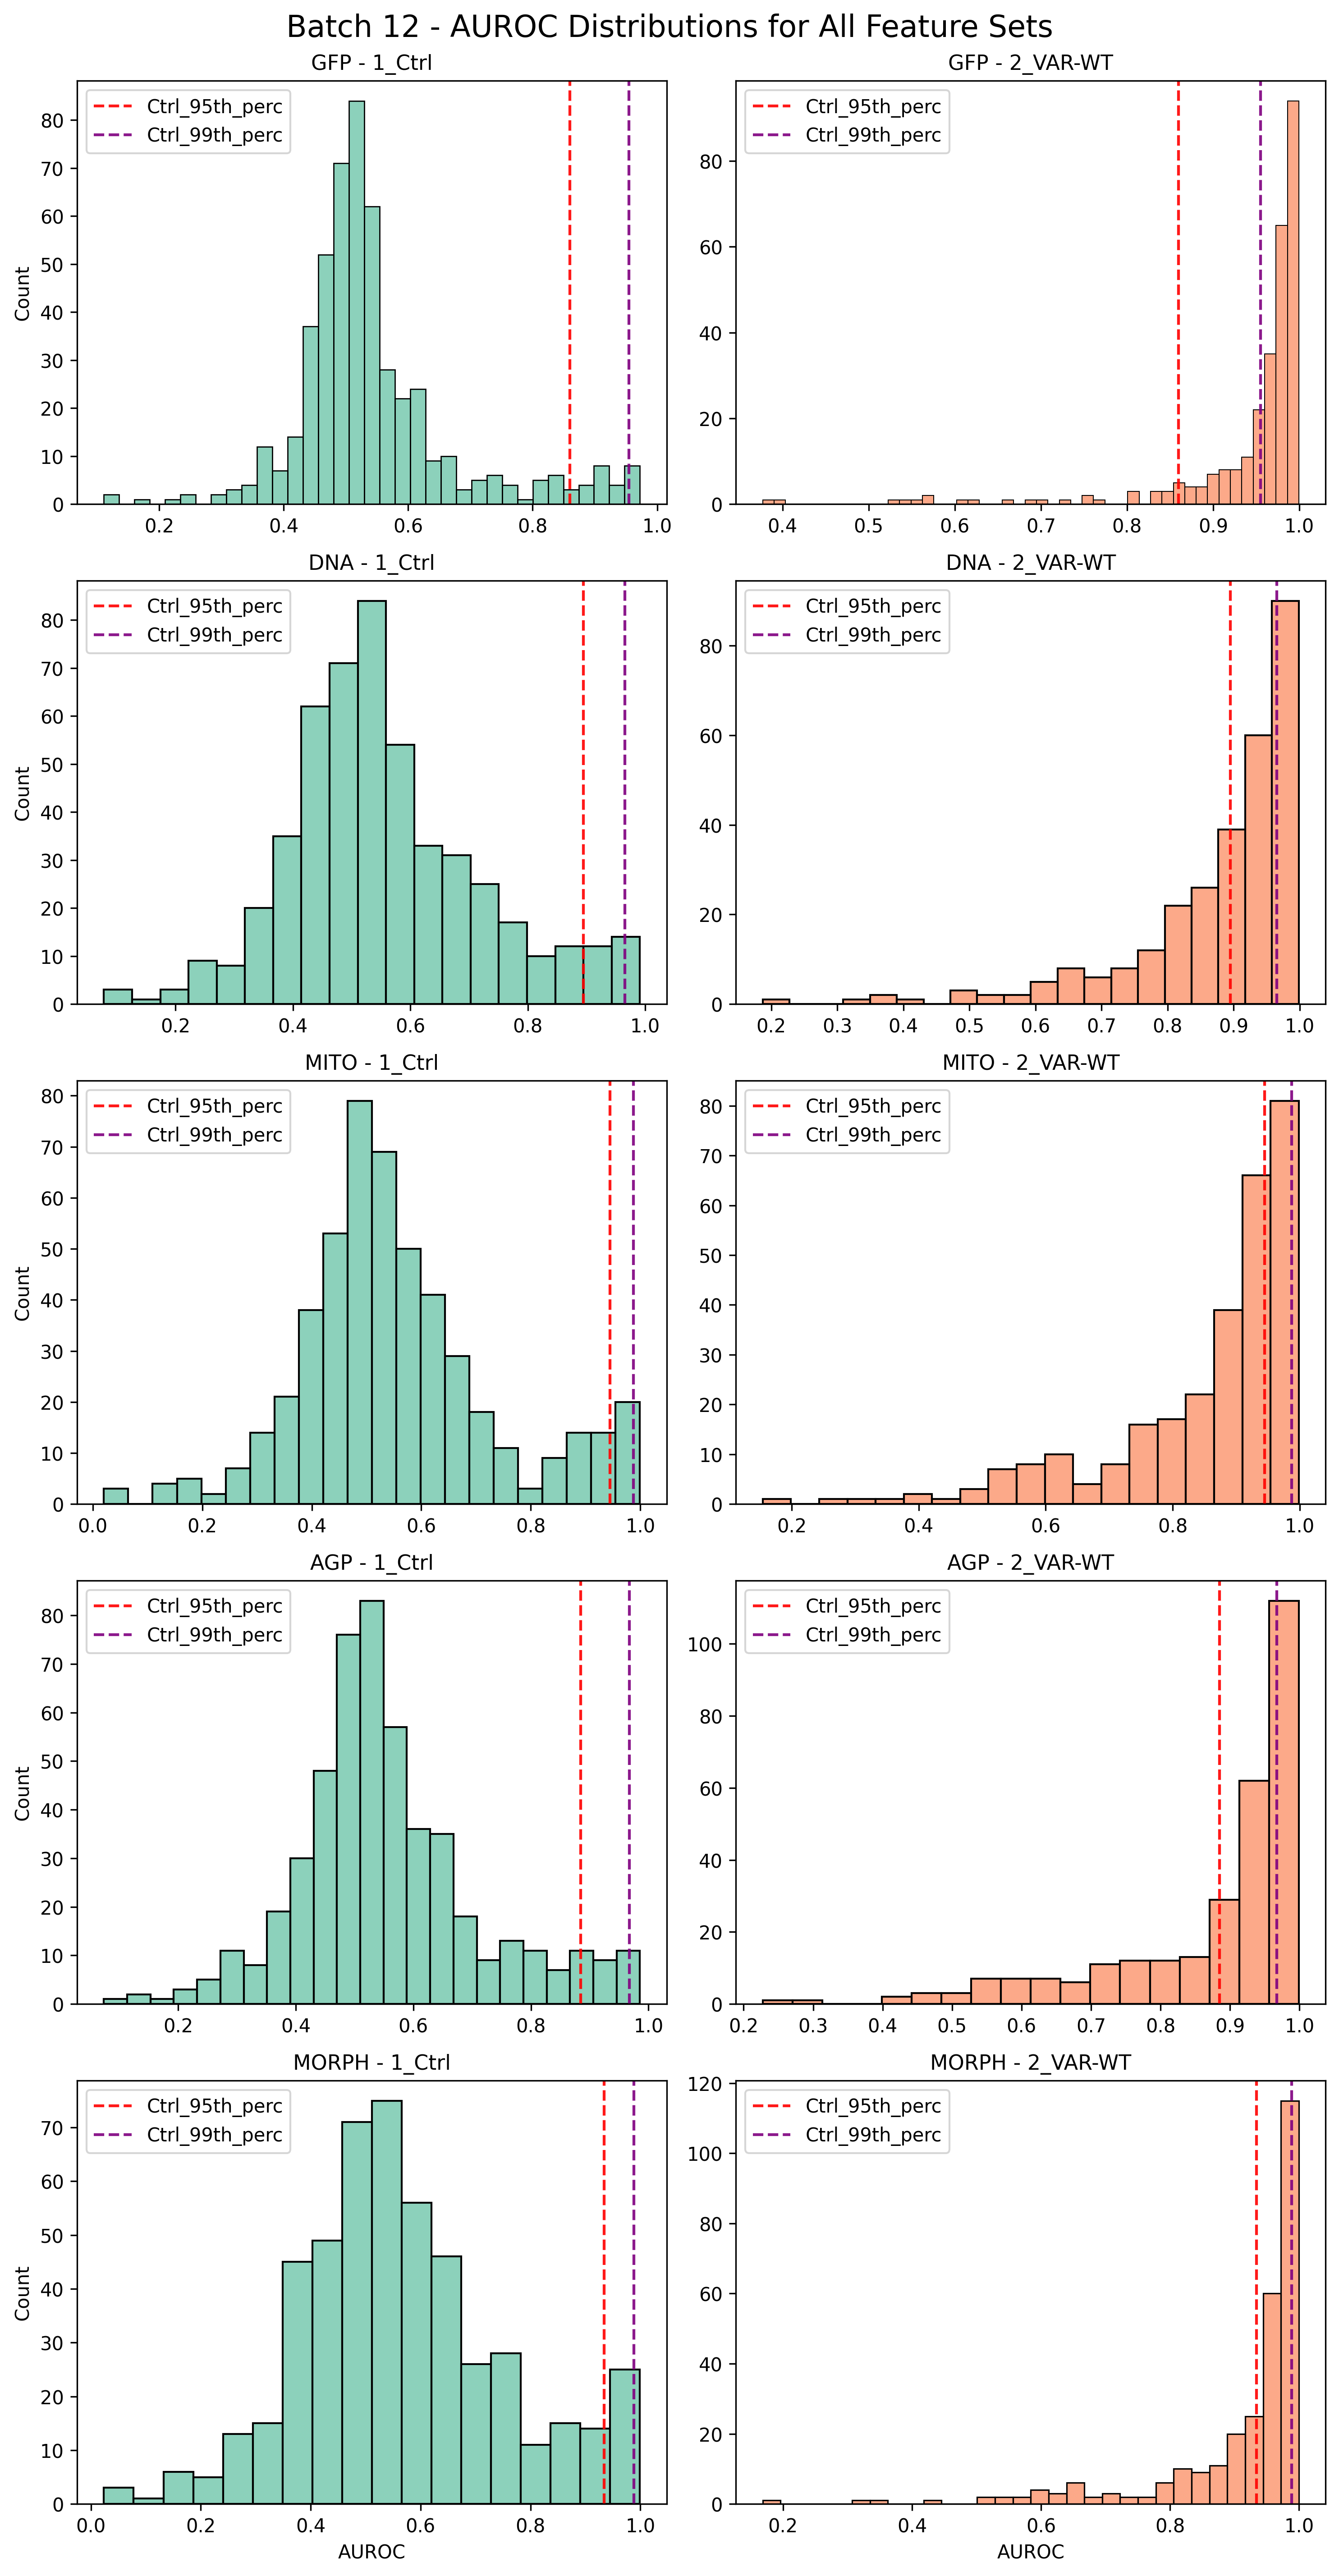 Batch 12 - AUROC Distributions for All Feature Sets
GFP - 1_Ctrl
Ctrl_95th_perc
Ctrl_99th_perc
Count
0 10 20 30 40 50 60 70 80
0.2 0.4 0.6 0.8 1.0
GFP - 2_VAR-WT
Ctrl_95th_perc
Ctrl_99th_perc
0 20 40 60 80
0.4 0.5 0.6 0.7 0.8 0.9 1.0
DNA - 1_Ctrl
Ctrl_95th_perc
Ctrl_99th_perc
Count
0 10 20 30 40 50 60 70 80
0.2 0.4 0.6 0.8 1.0
DNA - 2_VAR-WT
Ctrl_95th_perc
Ctrl_99th_perc
0 20 40 60 80
0.2 0.3 0.4 0.5 0.6 0.7 0.8 0.9 1.0
MITO - 1_Ctrl
Ctrl_95th_perc
Ctrl_99th_perc
Count
0 10 20 30 40 50 60 70 80
0.0 0.2 0.4 0.6 0.8 1.0
MITO - 2_VAR-WT
Ctrl_95th_perc
Ctrl_99th_perc
0 10 20 30 40 50 60 70 80
0.2 0.4 0.6 0.8 1.0
AGP - 1_Ctrl
Ctrl_95th_perc
Ctrl_99th_perc
Count
0 10 20 30 40 50 60 70 80
0.2 0.4 0.6 0.8 1.0
AGP - 2_VAR-WT
Ctrl_95th_perc
Ctrl_99th_perc
0 20 40 60 80 100
0.2 0.3 0.4 0.5 0.6 0.7 0.8 0.9 1.0
MORPH - 1_Ctrl
Ctrl_95th_perc
Ctrl_99th_perc
Count
0 10 20 30 40 50 60 70
0.0 0.2 0.4 0.6 0.8 1.0
AUROC
MORPH - 2_VAR-WT
Ctrl_95th_perc
Ctrl_99th_perc
0 20 40 60 80 100 120
0.2 0.4 0.6 0.8 1.0
AUROC